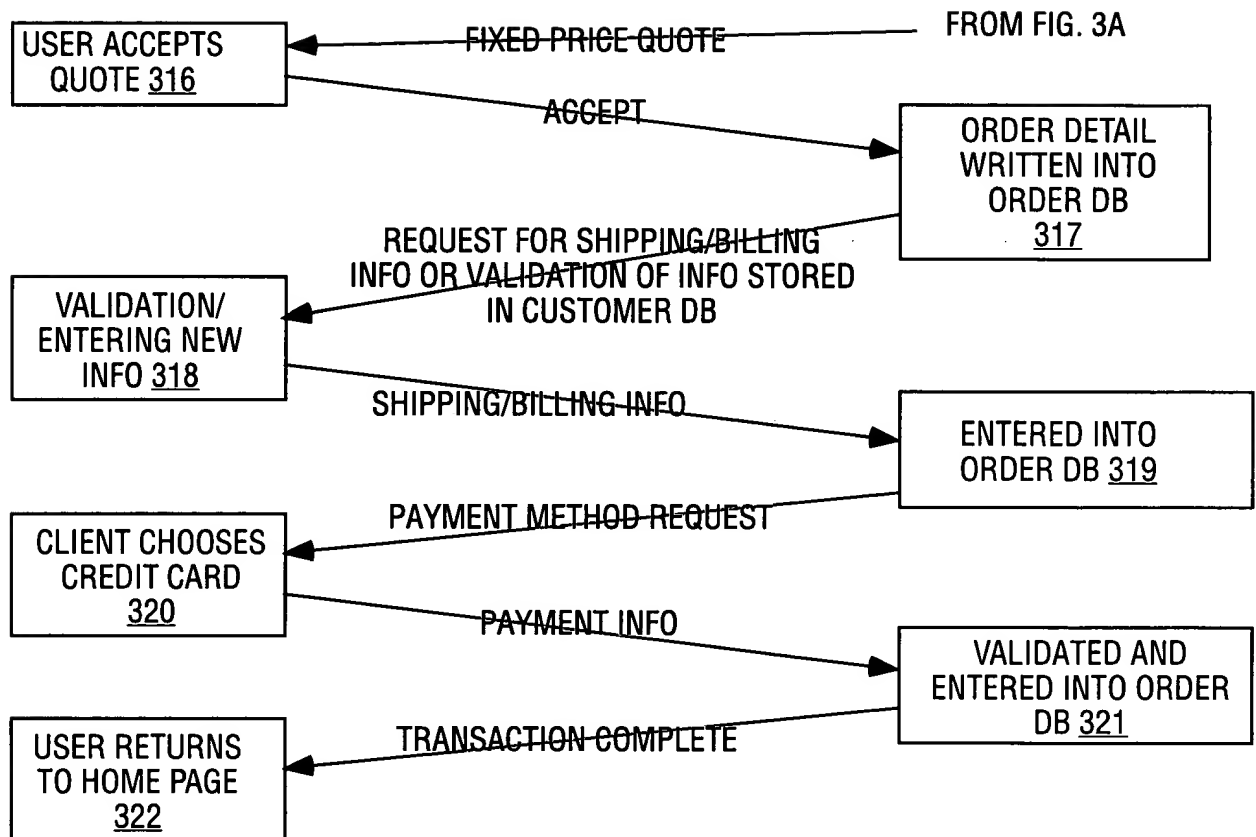 FROM FIG. 3A
FIXED PRICE QUOTE
USER ACCEPTS
QUOTE 316
ACCEPT
ORDER DETAIL
WRITTEN INTO
ORDER DB
317
REQUEST FOR SHIPPING/BILLING
INFO OR VALIDATION OF INFO STORED
IN CUSTOMER DB
VALIDATION/
ENTERING NEW
INFO 318
SHIPPING/BILLING INFO
ENTERED INTO
ORDER DB 319
PAYMENT METHOD REQUEST
CLIENT CHOOSES
CREDIT CARD
320
PAYMENT INFO
VALIDATED AND
ENTERED INTO ORDER
DB 321
TRANSACTION COMPLETE
USER RETURNS
TO HOME PAGE
322